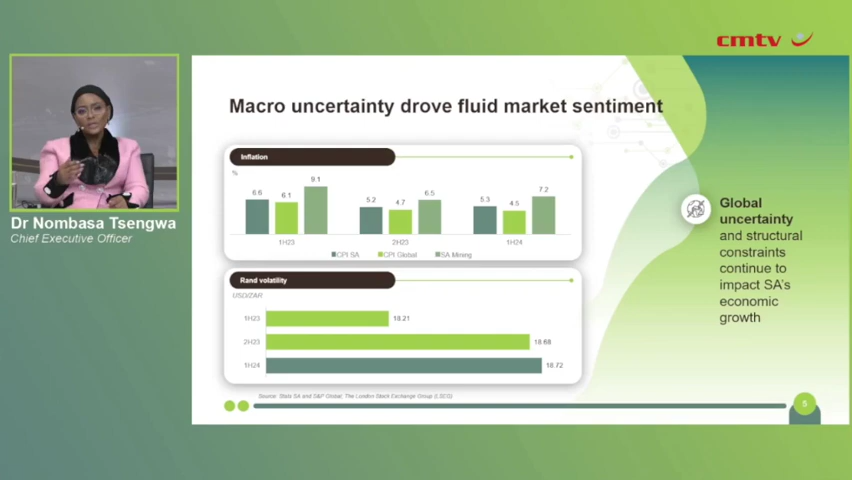 cmtv
Macro uncertainty drove fluid market sentiment
Inflation
%
6.6
6.1
9.1
5.2
4.7
6.5
5.3
4.5
7.2
1H23
2H23
1H24
CPI SA
CPI Global
SA Mining
Rand volatility
USD/ZAR
1H23
18.21
2H23
18.68
1H24
18.72
Source: Stats SA and S&P Global; The London Stock Exchange Group (LSEG)
5
Global
uncertainty
and structural
constraints
continue to
impact SA's
economic
growth
Dr Nombasa Tsengwa
Chief Executive Officer